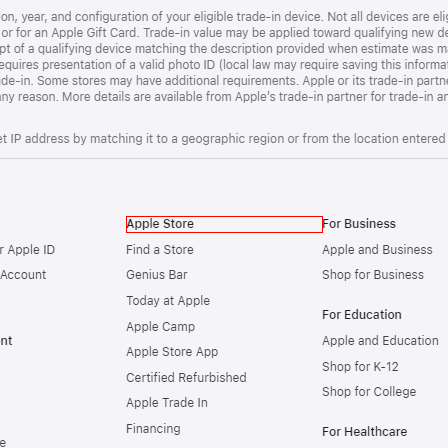 on, year, and configuration of your eligible trade-in device. Not all devices are eli
or for an Apple Gift Card. Trade-in value may be applied toward qualifying new de
pt of a qualifying device matching the description provided when estimate was m
equires presentation of a valid photo ID (local law may require saving this informa
de-in. Some stores may have additional requirements. Apple or its trade-in partn
ny reason. More details are available from Apple's trade-in partner for trade-in an
et IP address by matching it to a geographic region or from the location entered
Apple Store
For Business
r Apple ID
Find a Store
Apple and Business
Account
Genius Bar
Shop for Business
Today at Apple
For Education
Apple Camp
nt
Apple and Education
Apple Store App
Shop for K-12
Certified Refurbished
Shop for College
Apple Trade In
Financing
For Healthcare
e